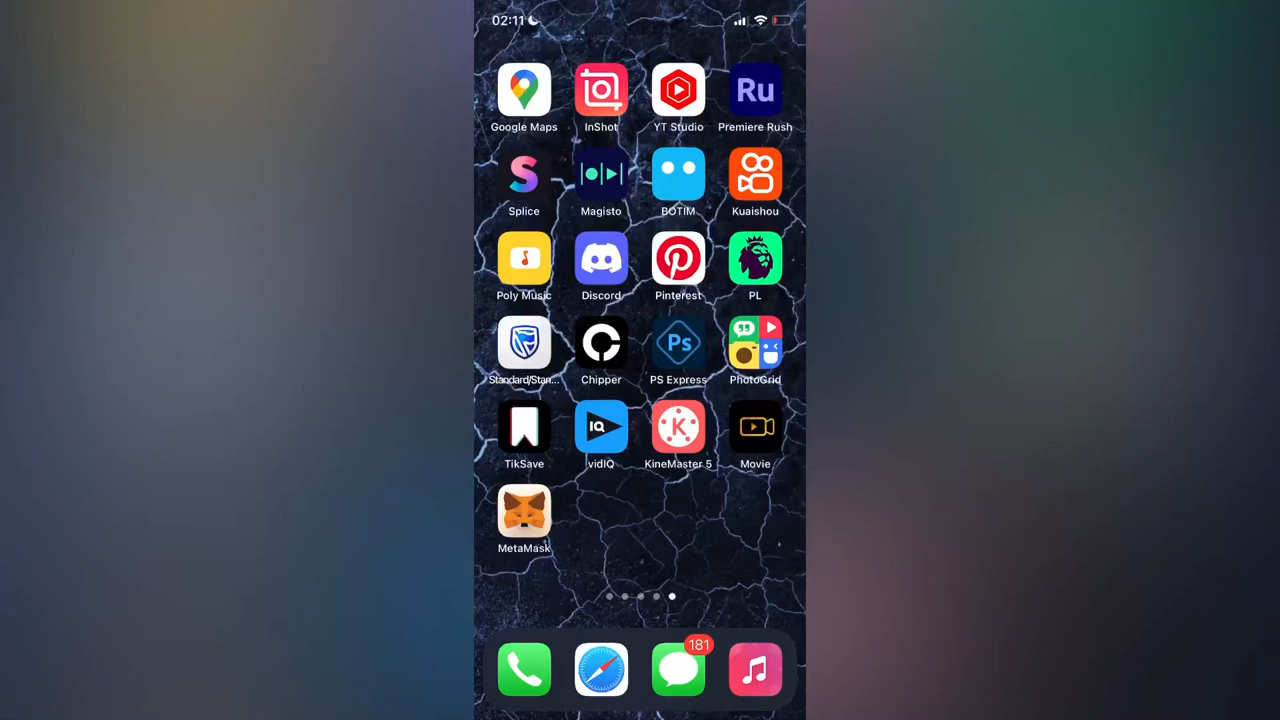 02:11
Google Maps InShot YT Studio Premiere Rush
Ru
Splice Magisto BOTIM Kuaishou
Poly Music Discord Pinterest PL
Ps
Standard/Stan... Chipper PS Express PhotoGrid
IQ K
TikSave vidIQ KineMaster 5 Movie
MetaMask
181